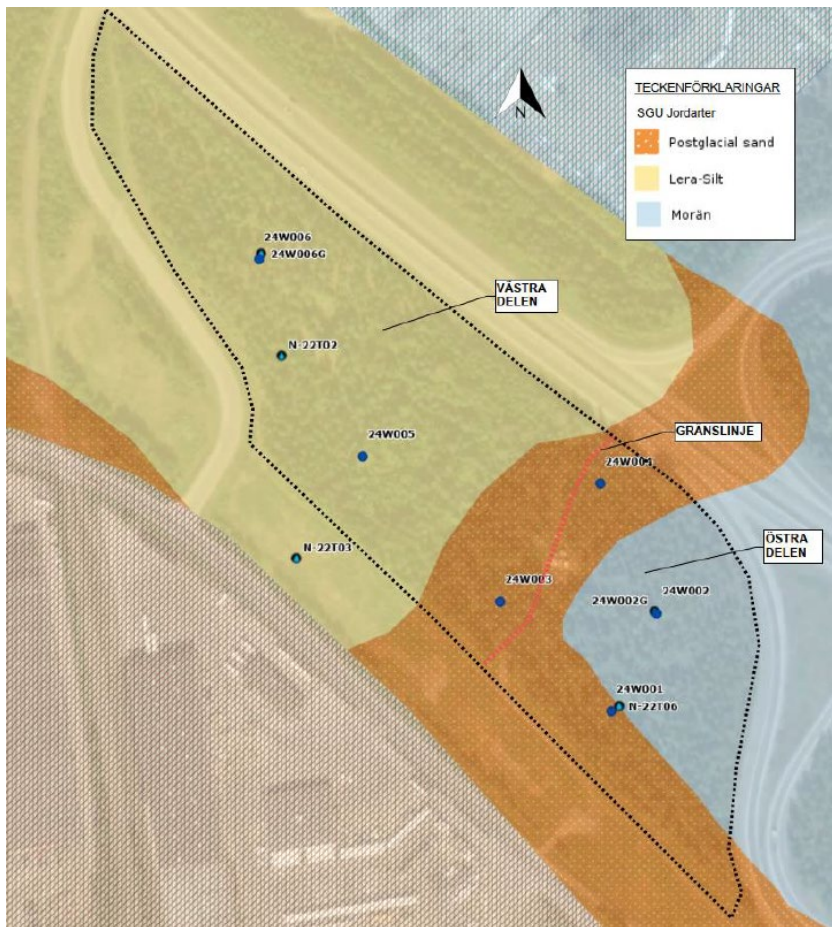 N
TECKENFÖRKLARINGAR
SGU Jordarter
Postglacial sand
Lera-Silt
Morän
24W006
24W006G
VÄSTRA
DELEN
N-22T02
24W005
GRÄNSLINJE
24W004
N-22T03
ÖSTRA
DELEN
24W003
24W002G
24W002
24W001
N-22T06